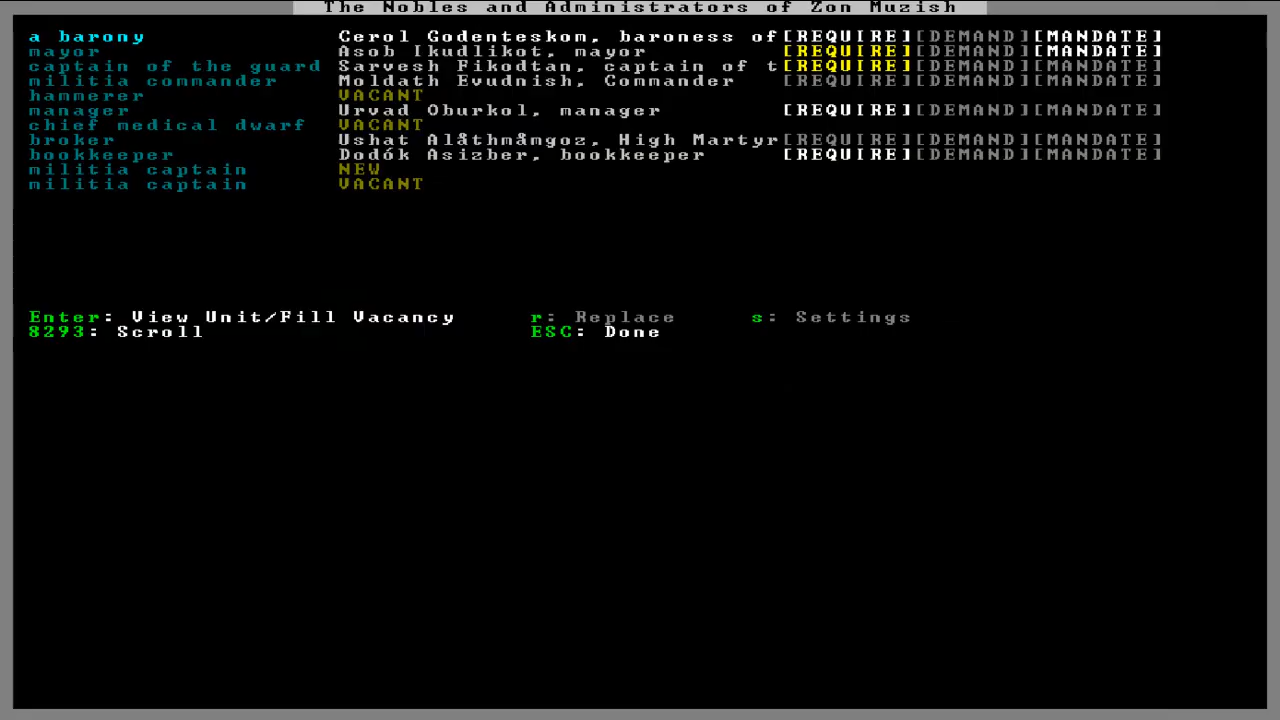 The Nobles and Administrators of Zon Muzish
a barony Cerol Godenteskom, baroness of[REQUIRE][DEMAND][MANDATE]
mayor Asob Ikudlikot, mayor [REQUIRE][DEMAND][MANDATE]
captain of the guard Sarvesh Fikodtan, captain of t[REQUIRE][DEMAND][MANDATE]
militia commander Moldath Evudnish, Commander [REQUIRE][DEMAND][MANDATE]
hammerer VACANT
manager Urvad Oburkol, manager [REQUIRE][DEMAND][MANDATE]
chief medical dwarf VACANT
broker Ushat Alåthmåmgoz, High Martyr[REQUIRE][DEMAND][MANDATE]
bookkeeper Dodók Asizber, bookkeeper [REQUIRE][DEMAND][MANDATE]
militia captain NEW
militia captain VACANT
Enter: View Unit/Fill Vacancy r: Replace s: Settings
8293: Scroll ESC: Done